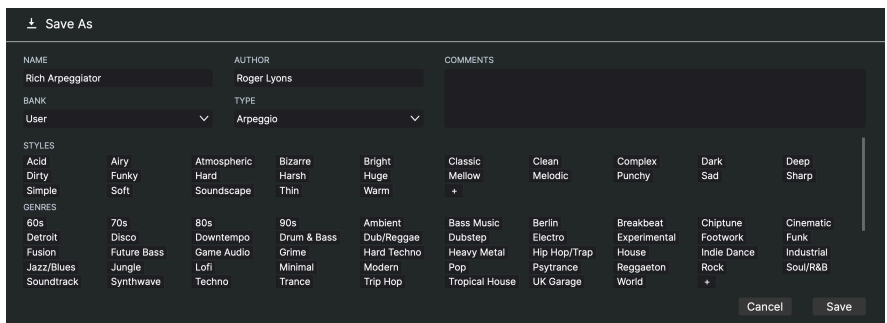 Save As
NAME AUTHOR COMMENTS
Rich Arpeggiator Roger Lyons
BANK TYPE
User Arpeggio
STYLES
Acid Airy Atmospheric Bizarre Bright Classic Clean Complex Dark Deep
Dirty Funky Hard Harsh Huge Mellow Melodic Punchy Sad Sharp
Simple Soft Soundscape Thin Warm +
GENRES
60s 70s 80s 90s Ambient Bass Music Berlin Breakbeat Chiptune Cinematic
Detroit Disco Downtempo Drum & Bass Dub/Reggae Dubstep Electro Experimental Footwork Funk
Fusion Future Bass Game Audio Grime Hard Techno Heavy Metal Hip Hop/Trap House Indie Dance Industrial
Jazz/Blues Jungle Lofi Minimal Modern Pop Psytrance Reggaeton Rock Soul/R&B
Soundtrack Synthwave Techno Trance Trip Hop Tropical House UK Garage World +
Cancel Save